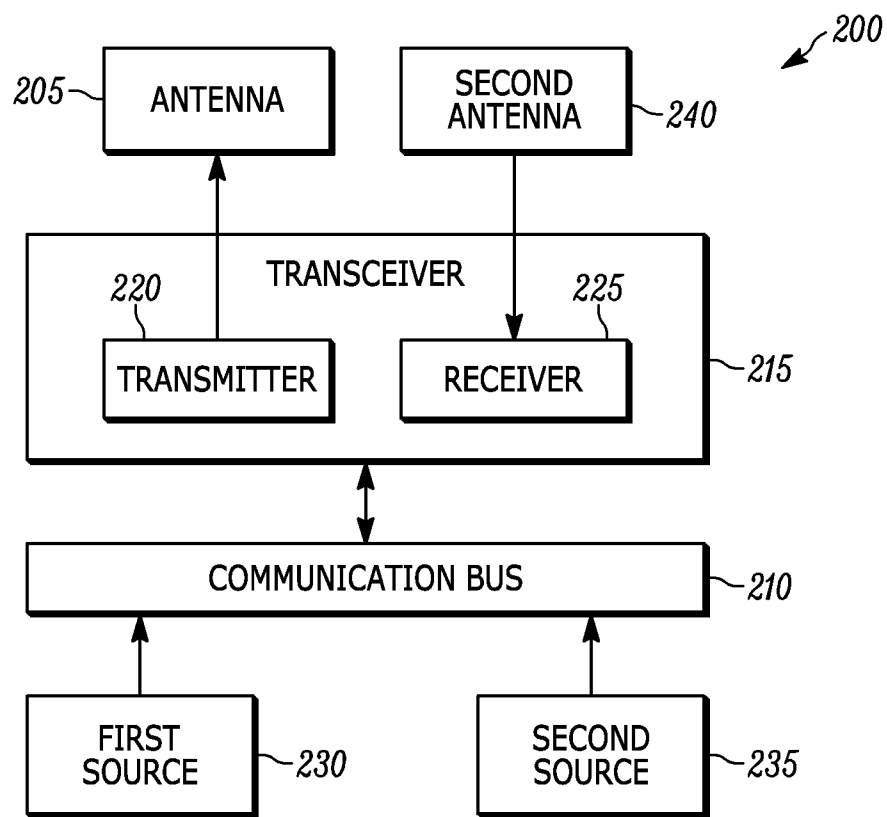 200
205
ANTENNA
SECOND
ANTENNA
240
TRANSCEIVER
220
225
TRANSMITTER
RECEIVER
215
COMMUNICATION BUS
210
FIRST
SOURCE
230
SECOND
SOURCE
235